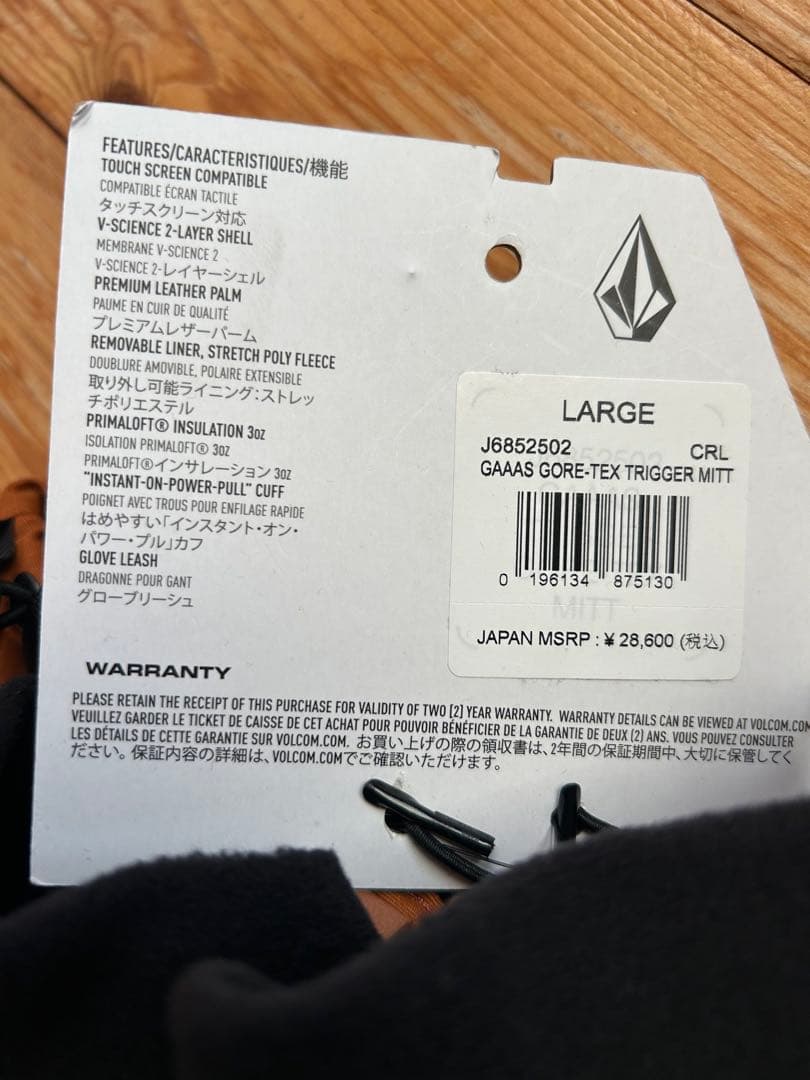 FEATURES/CARACTERISTIQUES/機能
TOUCH SCREEN COMPATIBLE
COMPATIBLE ÉCRAN TACTILE
タッチスクリーン対応
V-SCIENCE 2-LAYER SHELL
MEMBRANE V-SCIENCE 2
V-SCIENCE 2-レイヤーシェル
PREMIUM LEATHER PALM
PAUME EN CUIR DE QUALITÉ
プレミアムレザーパーム
REMOVABLE LINER, STRETCH POLY FLEECE
DOUBLURE AMOVIBLE, POLAIRE EXTENSIBLE
取り外し可能ライニング：ストレッ
チポリエステル
PRIMALOFT® INSULATION 3oz
ISOLATION PRIMALOFT® 3oz
PRIMALOFT®インサレーション 3oz
"INSTANT-ON-POWER-PULL" CUFF
POIGNET AVEC TROUS POUR ENFILAGE RAPIDE
はめやすい「インスタント・オン・
パワー・プル」カフ
GLOVE LEASH
DRAGONNE POUR GANT
グローブリーシュ
LARGE
J6852502 CRL
GAAAS GORE-TEX TRIGGER MITT
0 196134 875130
MITT
JAPAN MSRP : ¥ 28,600 (税込)
WARRANTY
PLEASE RETAIN THE RECEIPT OF THIS PURCHASE FOR VALIDITY OF TWO (2) YEAR WARRANTY. WARRANTY DETAILS CAN BE VIEWED AT VOLCOM.COM
VEUILLEZ GARDER LE TICKET DE CAISSE DE CET ACHAT POUR POUVOIR BÉNÉFICIER DE LA GARANTIE DE DEUX (2) ANS. VOUS POUVEZ CONSULTER
LES DÉTAILS DE CETTE GARANTIE SUR VOLCOM.COM. お買い上げの際の領収書は、2年間の保証期間中、大切に保管してく
ださい。保証内容の詳細は、VOLCOM.COMでご確認いただけます。